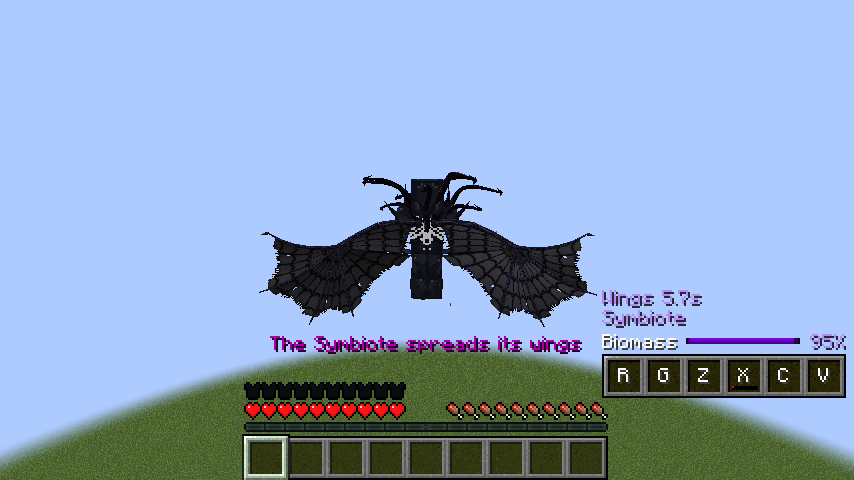 Wings 5.7s
Symbiote
The Symbiote spreads its wings
Biomass 95%
R G Z X C V